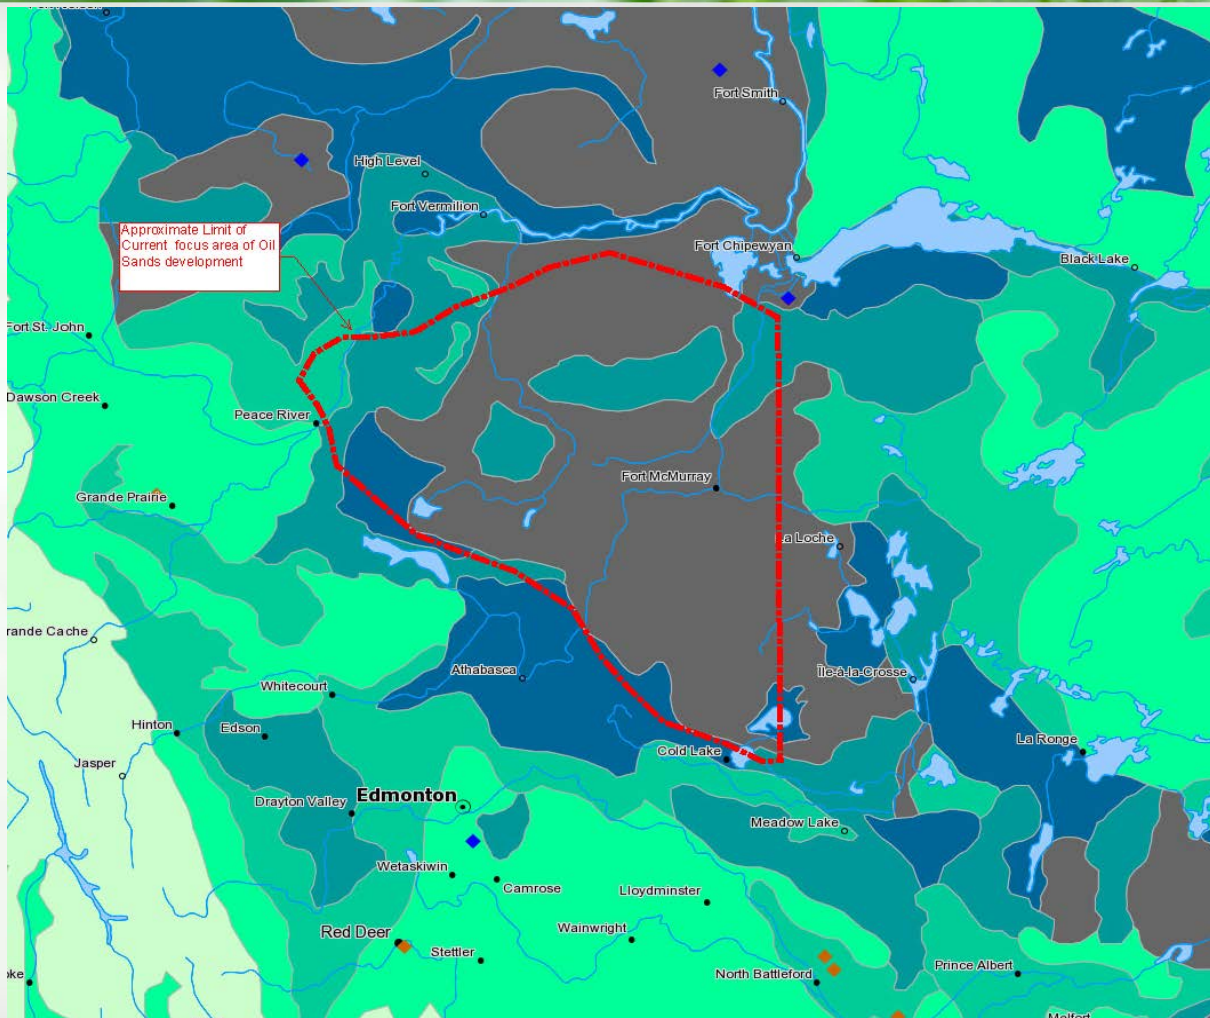 Fort Smith
High Level
Fort Vermilion
Approximate Limit of
Current focus area of Oil
Sands development
Fort Chipewyan
Black Lake
Fort St. John
Dawson Creek
Peace River
Fort McMurray
Grande Prairie
La Loche
rande Cache
Athabasca
Île-à-la-Crosse
Whitecourt
Hinton
Edson
La Ronge
Cold Lake
Jasper
Edmonton
Drayton Valley
Meadow Lake
Wetaskiwin
Camrose
Lloydminster
Red Deer
Wainwright
Stettler
North Battleford
Prince Albert
oke